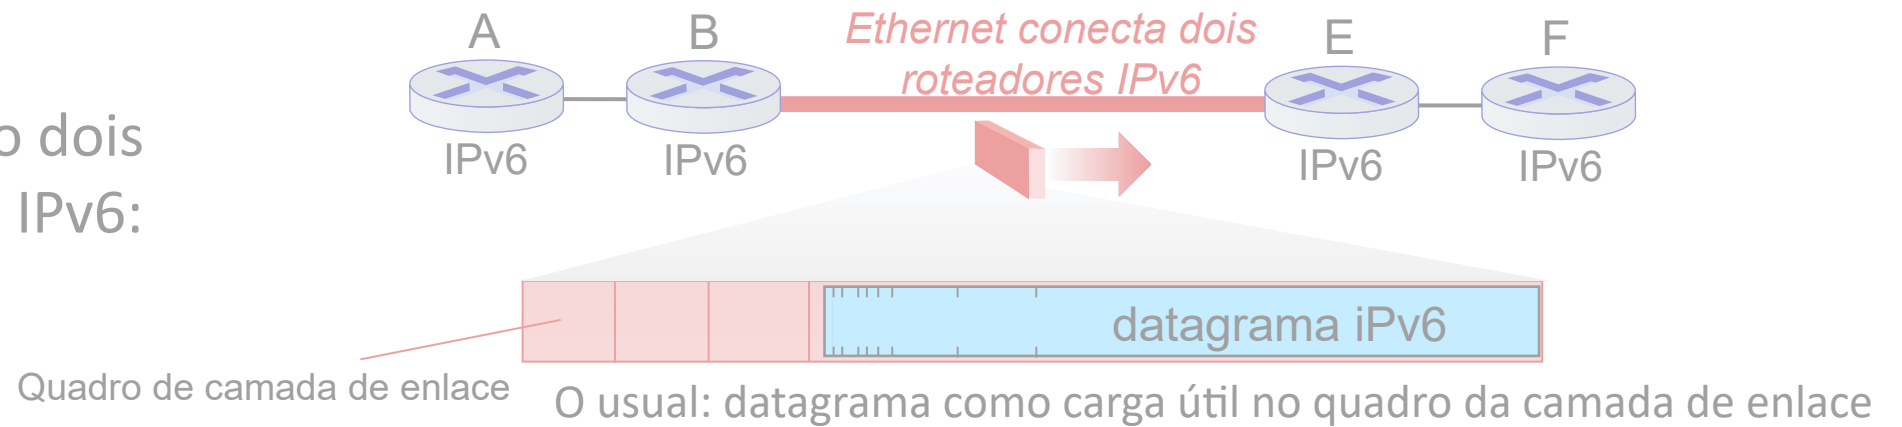 A
B
Ethernet conecta dois
roteadores IPv6
E
F
o dois
IPv6:
IPv6
IPv6
IPv6
IPv6
datagrama iPv6
Quadro de camada de enlace
O usual: datagrama como carga útil no quadro da camada de enlace